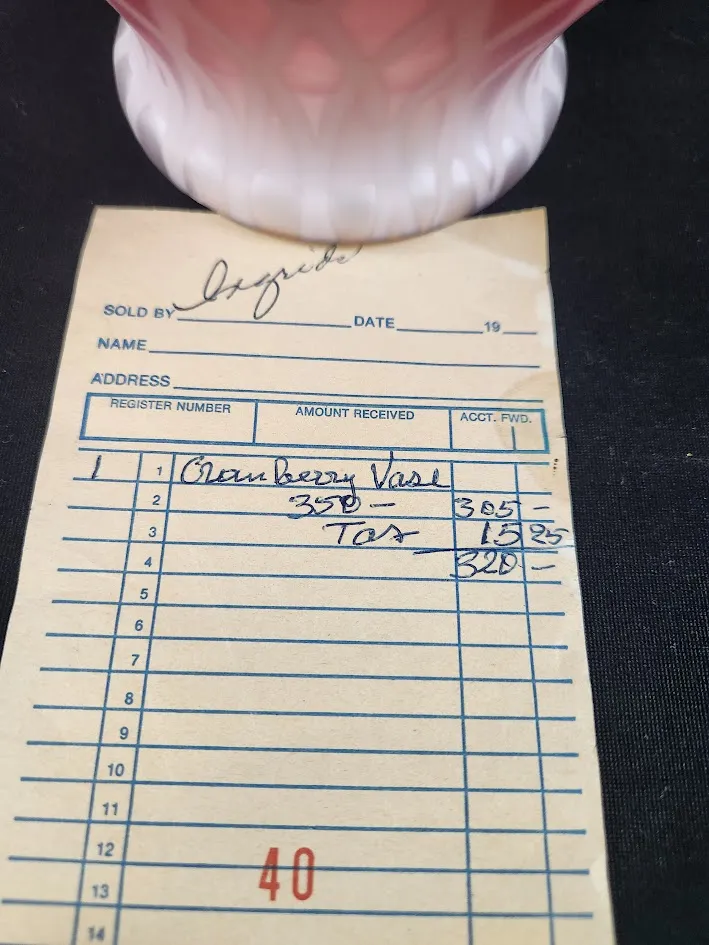 SOLD BY Ingrid DATE 19
NAME
ADDRESS
REGISTER NUMBER AMOUNT RECEIVED ACCT. FWD.
1 1 Cranberry Vase
2 350 – 305 –
3 Tax 15 25
4 320 –
5
6
7
8
9
10
11
12
40
13
14